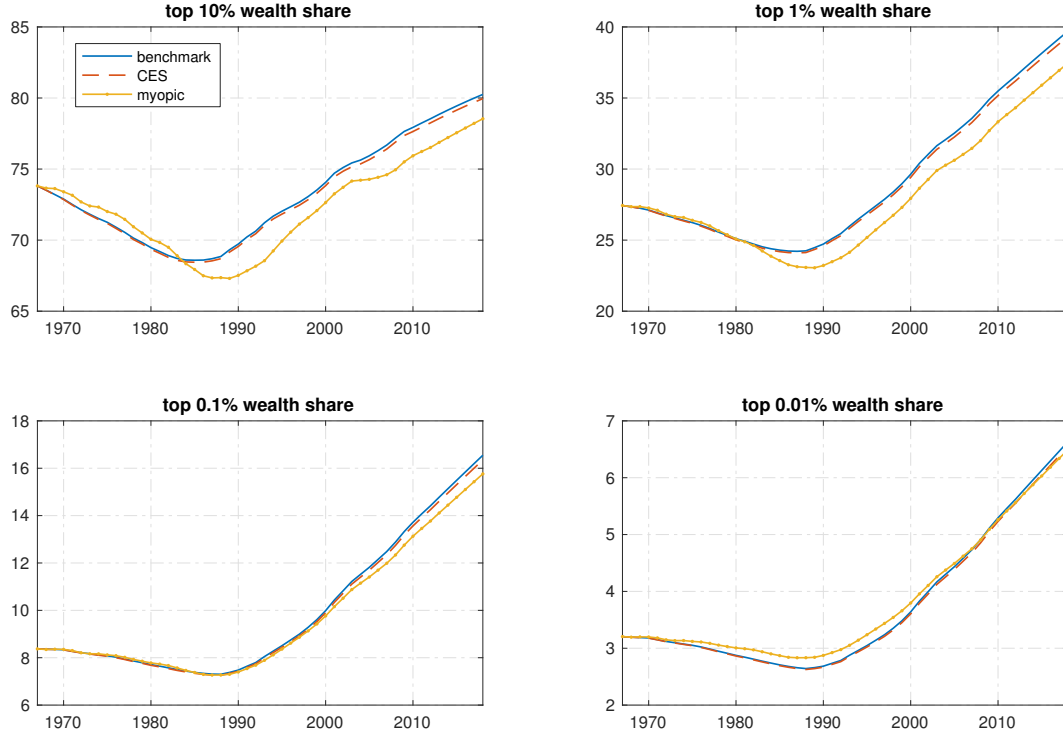 top 10% wealth share
85
80
75
70
65
benchmark
CES
myopic
1970 1980 1990 2000 2010
top 1% wealth share
40
35
30
25
20
1970 1980 1990 2000 2010
top 0.1% wealth share
18
16
14
12
10
8
6
1970 1980 1990 2000 2010
top 0.01% wealth share
7
6
5
4
3
2
1970 1980 1990 2000 2010